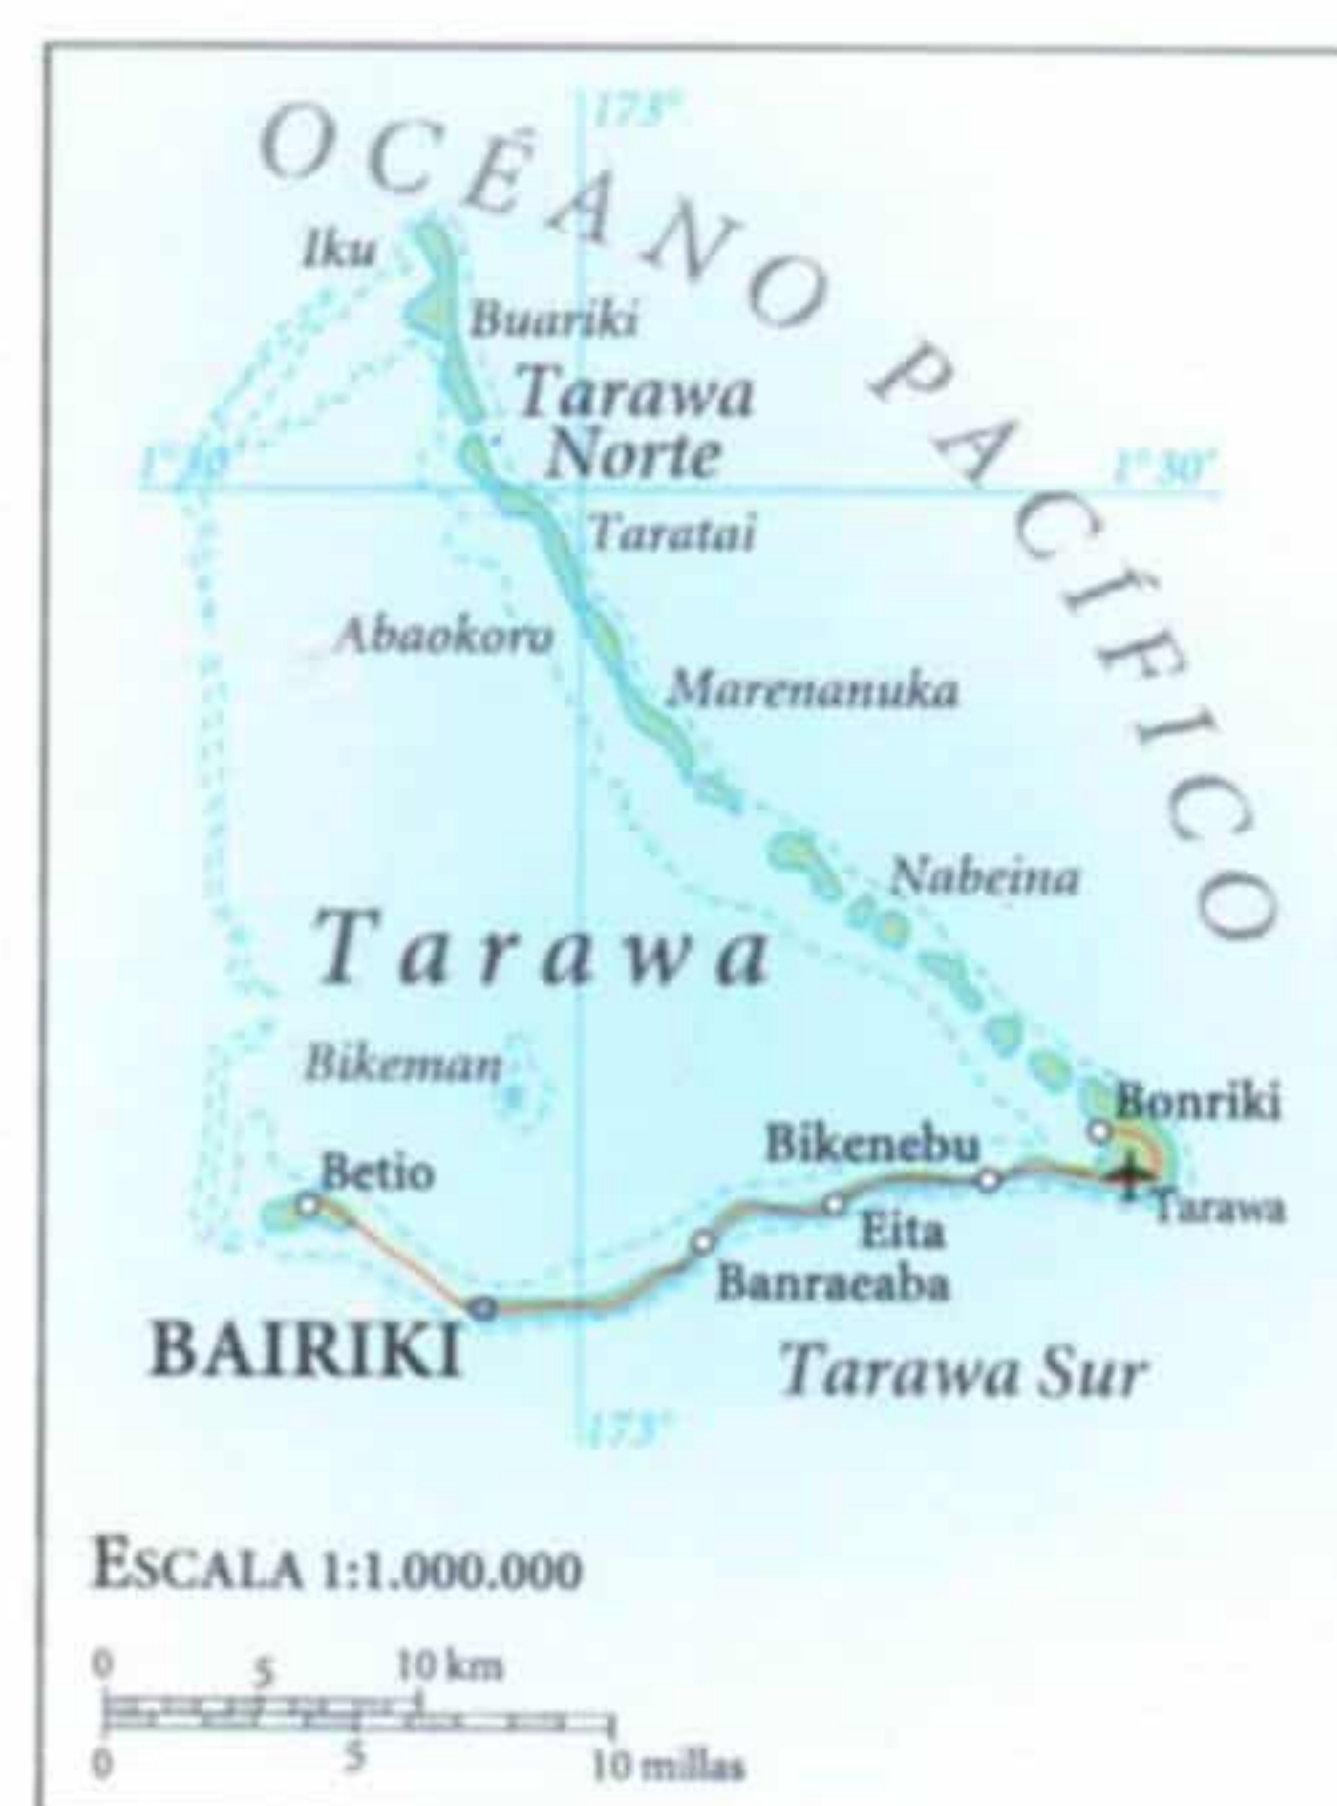 OCÉANO PACÍFICO
173°
Iku
Buariki
Tarawa
Norte
1° 30'
1° 30'
Taratai
Abaokoro
Marenanuka
Nabeina
Tarawa
Bikeman
Bonriki
Bikenebu
Betio
Tarawa
Eita
Banraeaba
BAIRIKI
Tarawa Sur
173°
ESCALA 1:1.000.000
0 5 10 km
0 5 10 millas